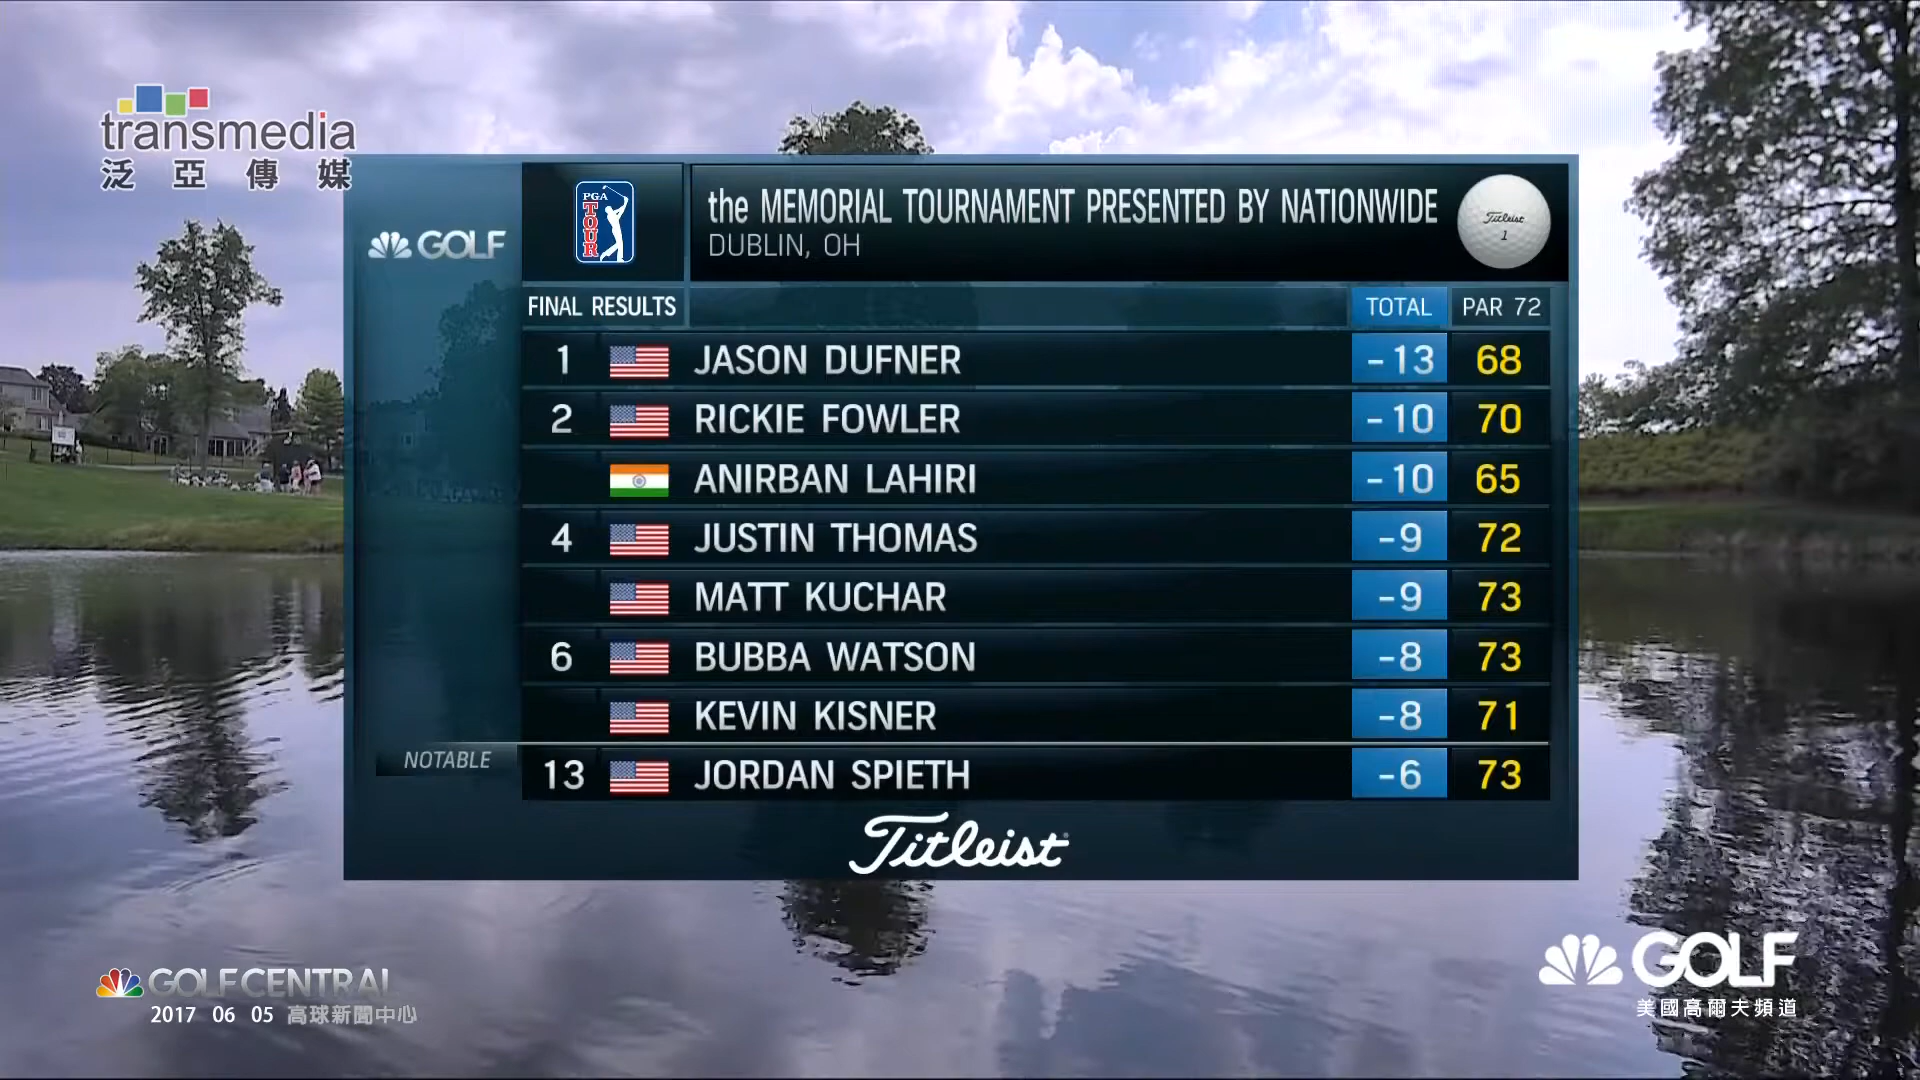 transmedia
泛亞傳媒
GOLF
PGA TOUR
the MEMORIAL TOURNAMENT PRESENTED BY NATIONWIDE
DUBLIN, OH
Titleist
1
FINAL RESULTS TOTAL PAR 72
1 JASON DUFNER -13 68
2 RICKIE FOWLER -10 70
ANIRBAN LAHIRI -10 65
4 JUSTIN THOMAS -9 72
MATT KUCHAR -9 73
6 BUBBA WATSON -8 73
KEVIN KISNER -8 71
NOTABLE 13 JORDAN SPIETH -6 73
Titleist
GOLF CENTRAL
2017 06 05 高球新聞中心
GOLF
美國高爾夫頻道